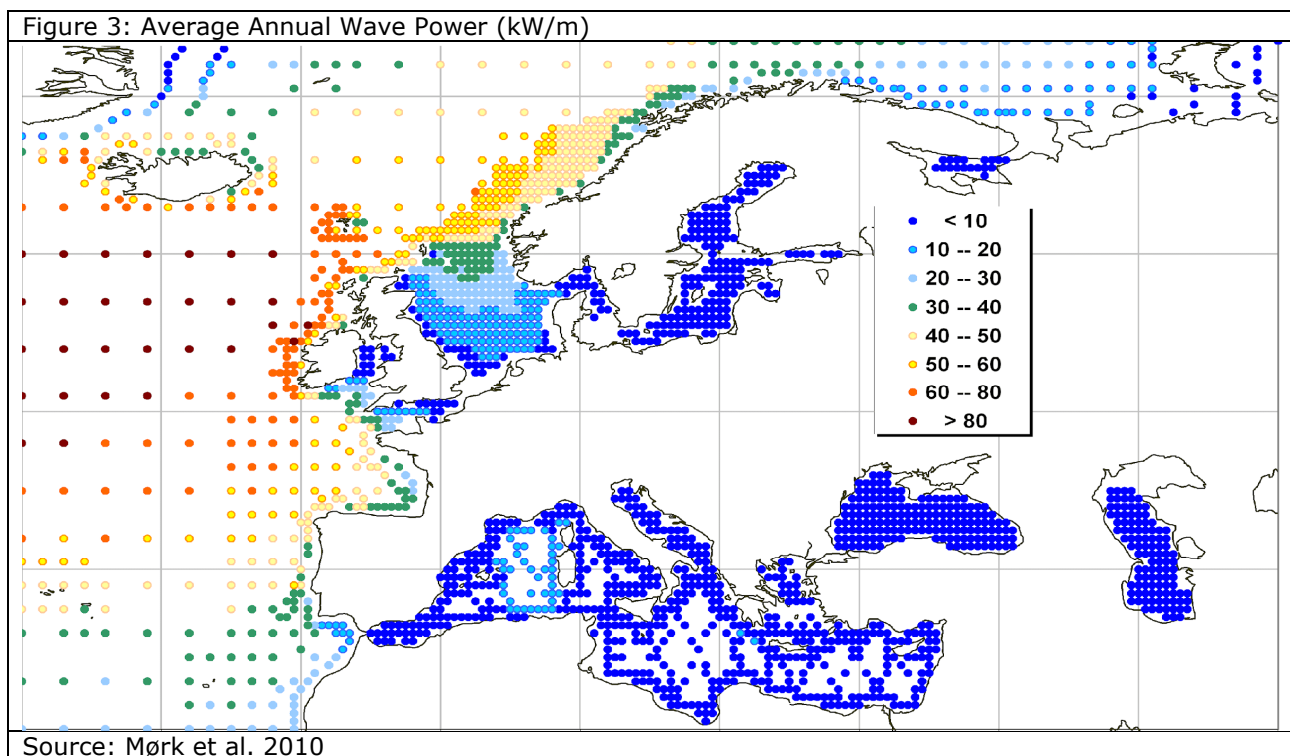 Figure 3: Average Annual Wave Power (kW/m)
< 10
10 -- 20
20 -- 30
30 -- 40
40 -- 50
50 -- 60
60 -- 80
> 80
Source: Mørk et al. 2010